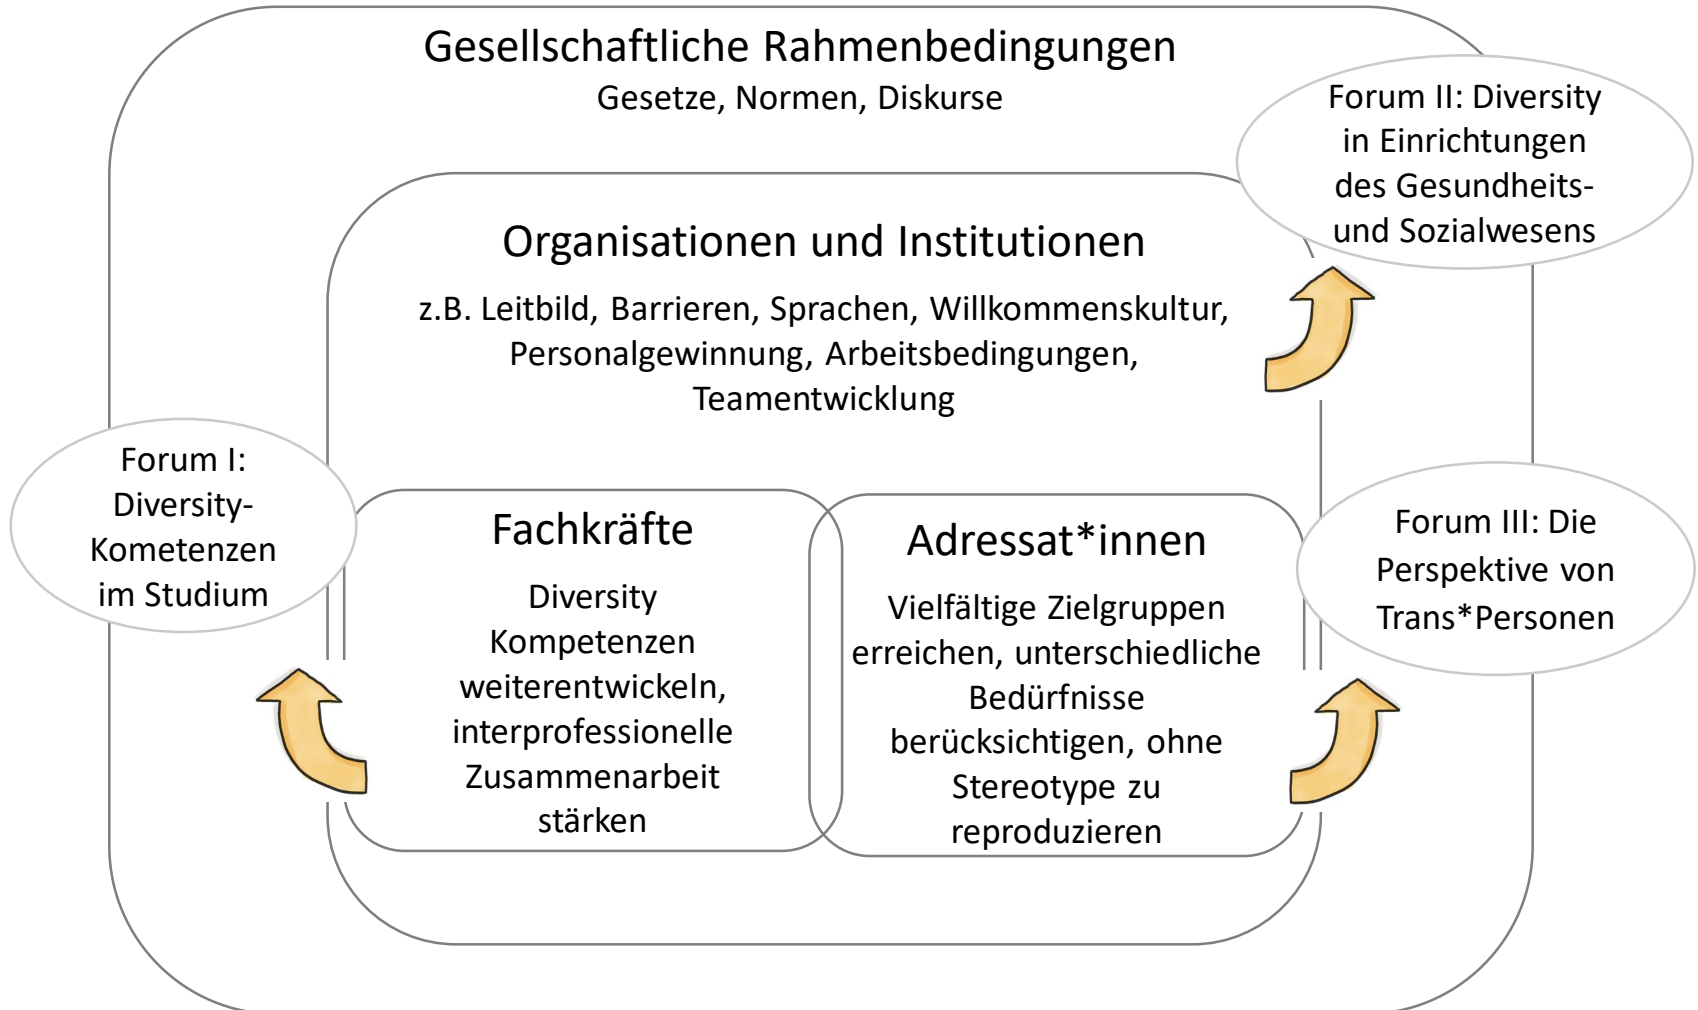 Gesellschaftliche Rahmenbedingungen
Gesetze, Normen, Diskurse
Forum II: Diversity
in Einrichtungen
des Gesundheits-
und Sozialwesens
Organisationen und Institutionen
z.B. Leitbild, Barrieren, Sprachen, Willkommenskultur,
Personalgewinnung, Arbeitsbedingungen,
Teamentwicklung
Forum I:
Diversity-
Kometenzen
im Studium
Fachkräfte
Diversity
Kompetenzen
weiterentwickeln,
interprofessionelle
Zusammenarbeit
stärken
Adressat*innen
Vielfältige Zielgruppen
erreichen, unterschiedliche
Bedürfnisse
berücksichtigen, ohne
Stereotype zu
reproduzieren
Forum III: Die
Perspektive von
Trans*Personen